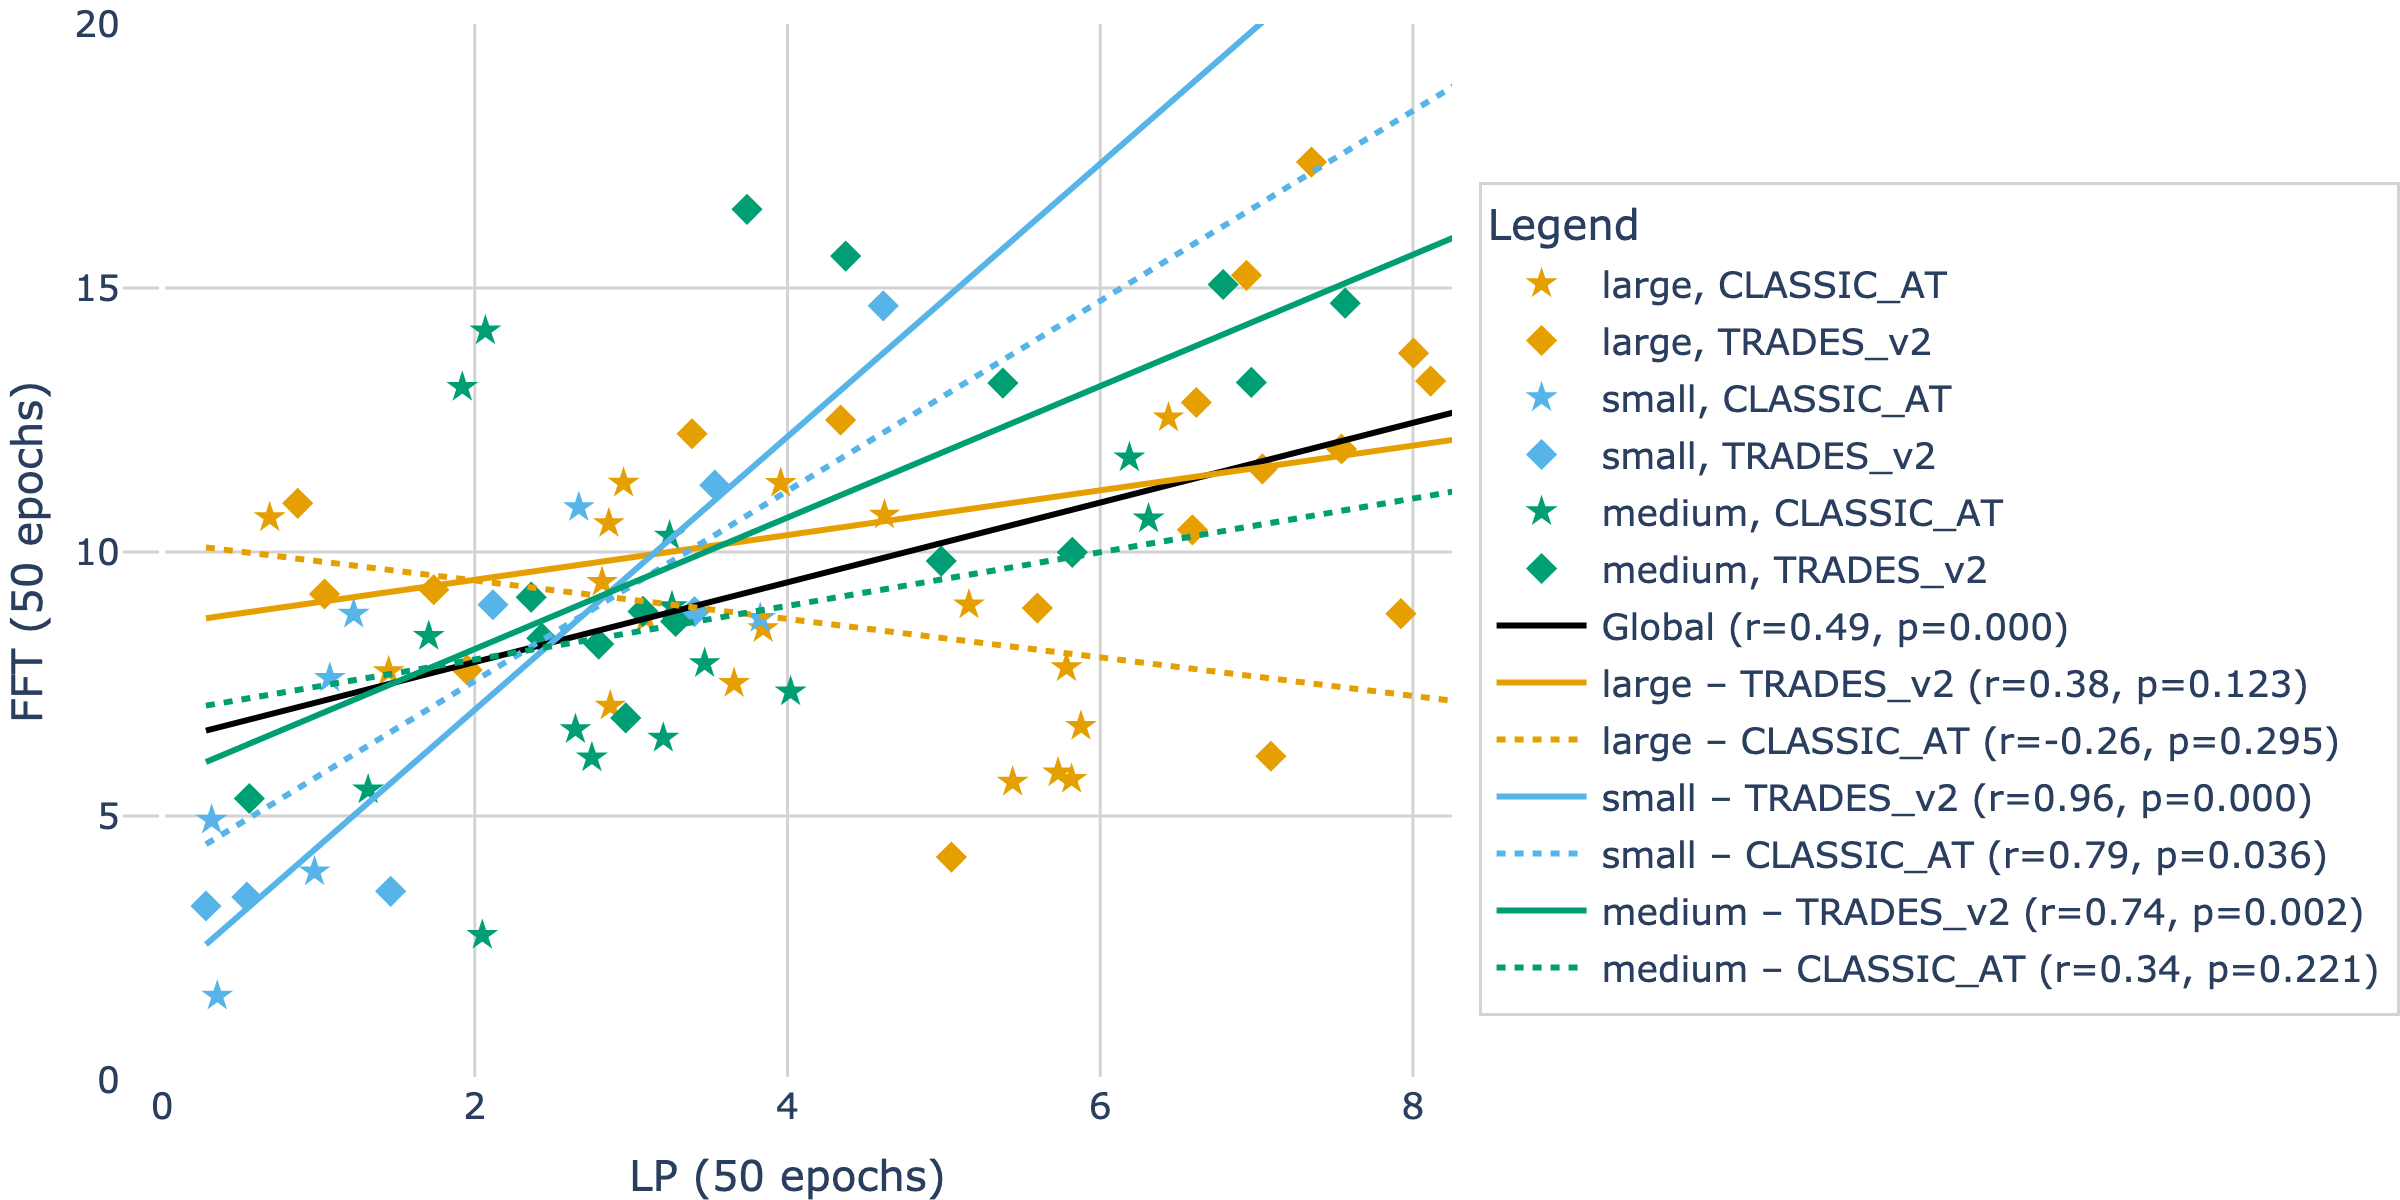 20
15
10
5
0
FFT (50 epochs)
0 2 4 6 8
LP (50 epochs)
Legend
large, CLASSIC_AT
large, TRADES_v2
small, CLASSIC_AT
small, TRADES_v2
medium, CLASSIC_AT
medium, TRADES_v2
Global (r=0.49, p=0.000)
large – TRADES_v2 (r=0.38, p=0.123)
large – CLASSIC_AT (r=-0.26, p=0.295)
small – TRADES_v2 (r=0.96, p=0.000)
small – CLASSIC_AT (r=0.79, p=0.036)
medium – TRADES_v2 (r=0.74, p=0.002)
medium – CLASSIC_AT (r=0.34, p=0.221)